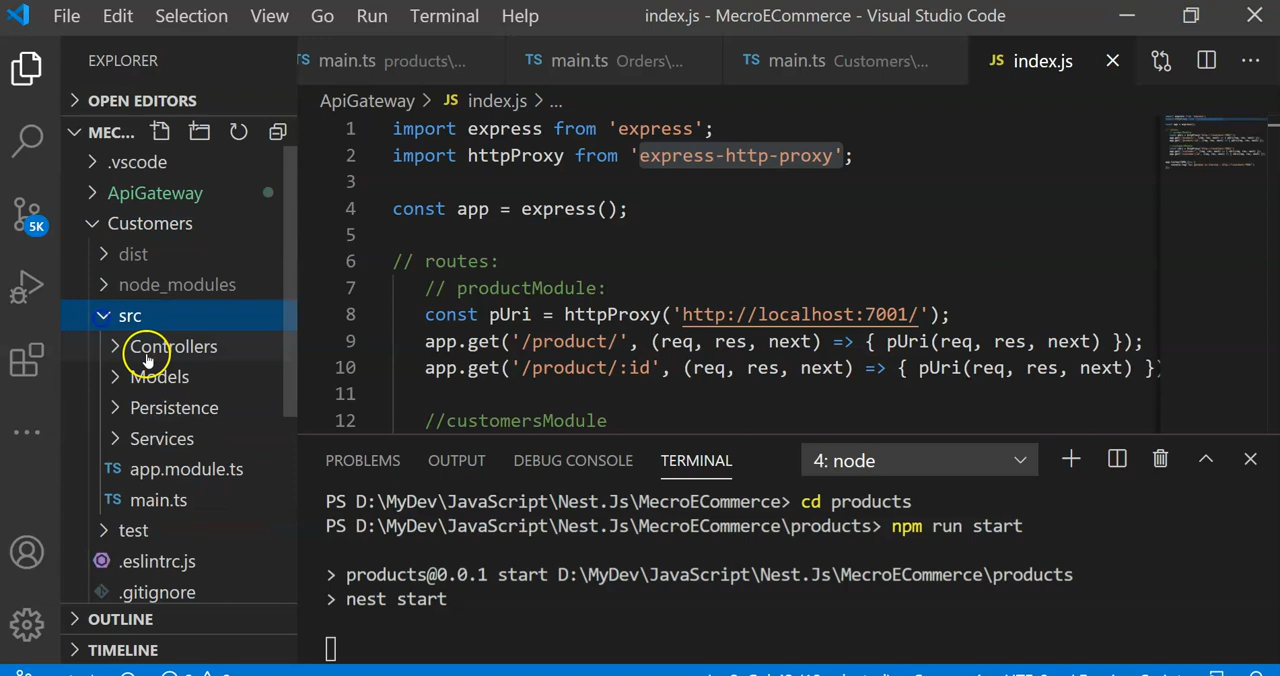 File Edit Selection View Go Run Terminal Help index.js - MecroECommerce - Visual Studio Code
EXPLORER
TS main.ts products\... TS main.ts Orders\... TS main.ts Customers\... JS index.js
OPEN EDITORS
ApiGateway > JS index.js > ...
MEC...
.vscode
ApiGateway
Customers
dist
node_modules
src
Controllers
Models
Persistence
Services
TS app.module.ts
TS main.ts
test
.eslintrc.js
.gitignore
OUTLINE
TIMELINE
5K
1 import express from 'express';
2 import httpProxy from 'express-http-proxy';
3
4 const app = express();
5
6 // routes:
7 // productModule:
8 const pUri = httpProxy('http://localhost:7001/');
9 app.get('/product/', (req, res, next) => { pUri(req, res, next) });
10 app.get('/product/:id', (req, res, next) => { pUri(req, res, next) }
11
12 //customersModule
PROBLEMS OUTPUT DEBUG CONSOLE TERMINAL 4: node
PS D:\MyDev\JavaScript\Nest.Js\MecroECommerce> cd products
PS D:\MyDev\JavaScript\Nest.Js\MecroECommerce\products> npm run start
> products@0.0.1 start D:\MyDev\JavaScript\Nest.Js\MecroECommerce\products
> nest start